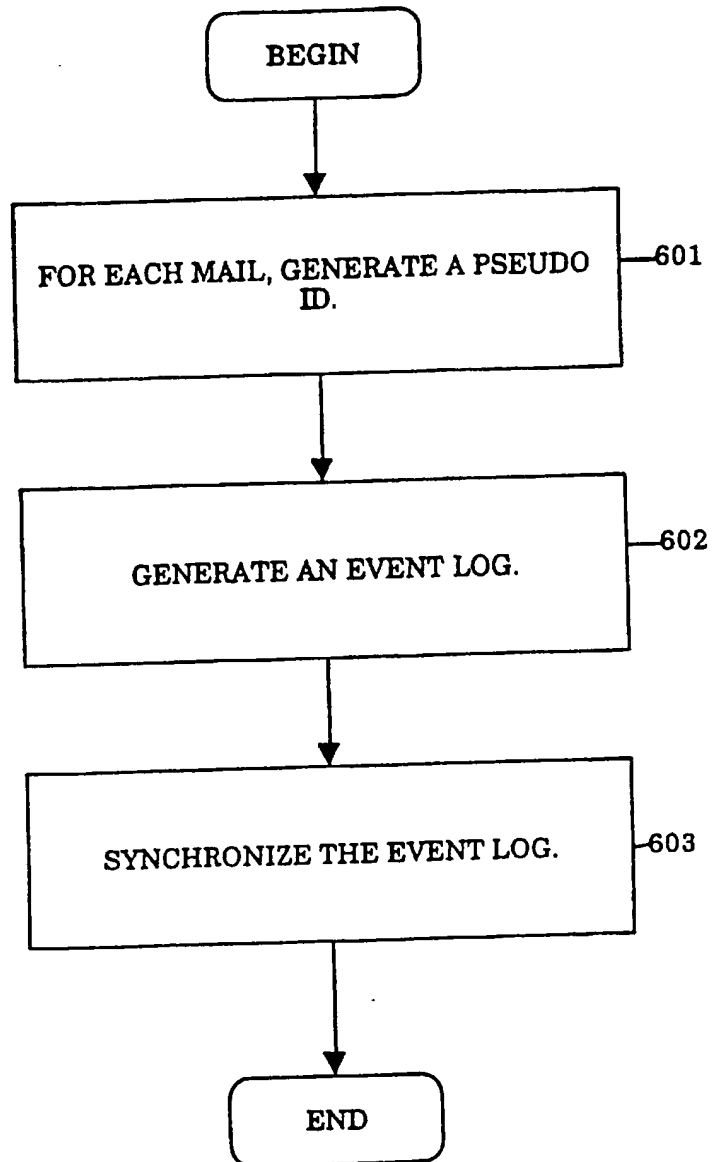 BEGIN
FOR EACH MAIL, GENERATE A PSEUDO
ID.
601
GENERATE AN EVENT LOG.
602
SYNCHRONIZE THE EVENT LOG.
603
END